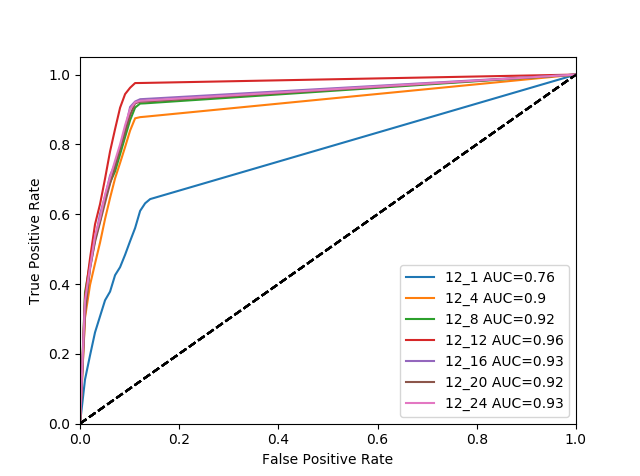 1.0
0.8
0.6
0.4
0.2
0.0
True Positive Rate
12_1 AUC=0.76
12_4 AUC=0.9
12_8 AUC=0.92
12_12 AUC=0.96
12_16 AUC=0.93
12_20 AUC=0.92
12_24 AUC=0.93
0.0 0.2 0.4 0.6 0.8 1.0
False Positive Rate